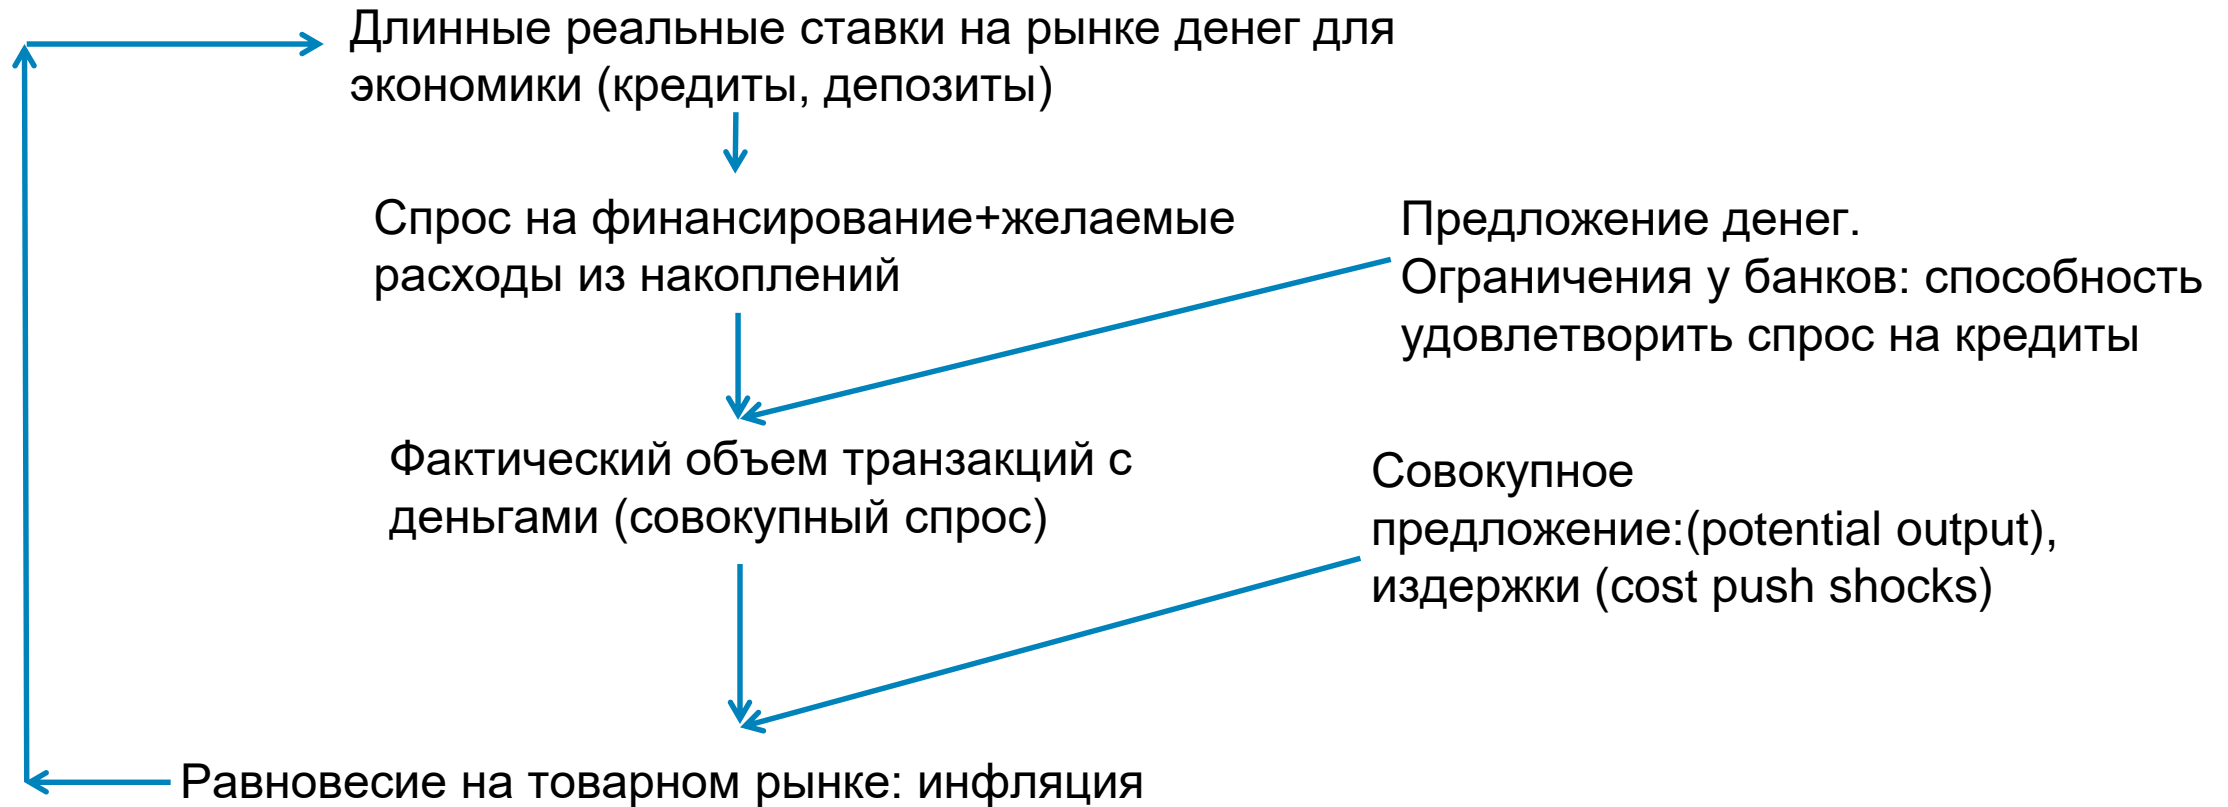 Длинные реальные ставки на рынке денег для
экономики (кредиты, депозиты)
Спрос на финансирование+желаемые
расходы из накоплений
Предложение денег.
Ограничения у банков: способность
удовлетворить спрос на кредиты
Фактический объем транзакций с
деньгами (совокупный спрос)
Совокупное
предложение:(potential output),
издержки (cost push shocks)
Равновесие на товарном рынке: инфляция